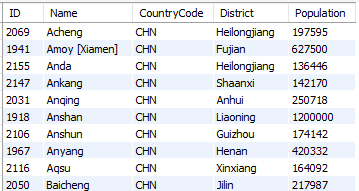 ID Name CountryCode District Population
2069 Acheng CHN Heilongjiang 197595
1941 Amoy [Xiamen] CHN Fujian 627500
2155 Anda CHN Heilongjiang 136446
2147 Ankang CHN Shaanxi 142170
2031 Anqing CHN Anhui 250718
1918 Anshan CHN Liaoning 1200000
2106 Anshun CHN Guizhou 174142
1967 Anyang CHN Henan 420332
2116 Aqsu CHN Xinxiang 164092
2050 Baicheng CHN Jilin 217987